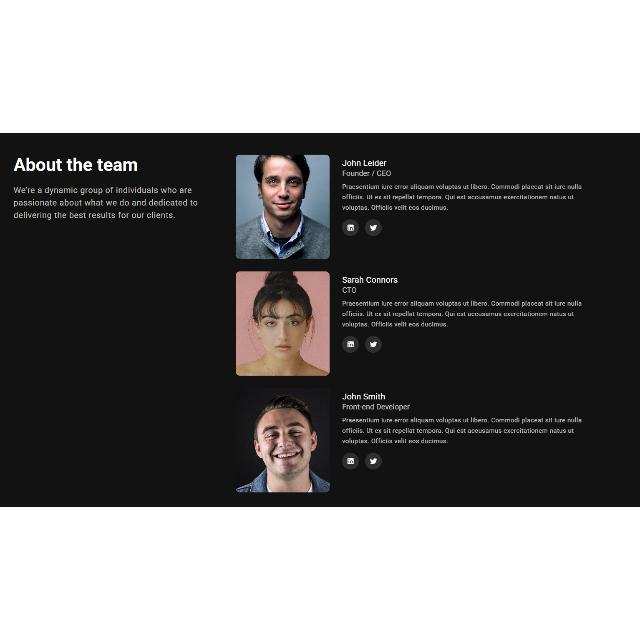 About the team
We're a dynamic group of individuals who are
passionate about what we do and dedicated to
delivering the best results for our clients.
John Leider
Founder / CEO
Praesentium iure error aliquam voluptas ut libero. Commodi placeat sit iure nulla
officiis. Ut ex sit repellat tempora. Qui est accusamus exercitationem natus ut
voluptas. Officiis velit eos ducimus.
Sarah Connors
CTO
Praesentium iure error aliquam voluptas ut libero. Commodi placeat sit iure nulla
officiis. Ut ex sit repellat tempora. Qui est accusamus exercitationem natus ut
voluptas. Officiis velit eos ducimus.
John Smith
Front-end Developer
Praesentium iure error aliquam voluptas ut libero. Commodi placeat sit iure nulla
officiis. Ut ex sit repellat tempora. Qui est accusamus exercitationem natus ut
voluptas. Officiis velit eos ducimus.